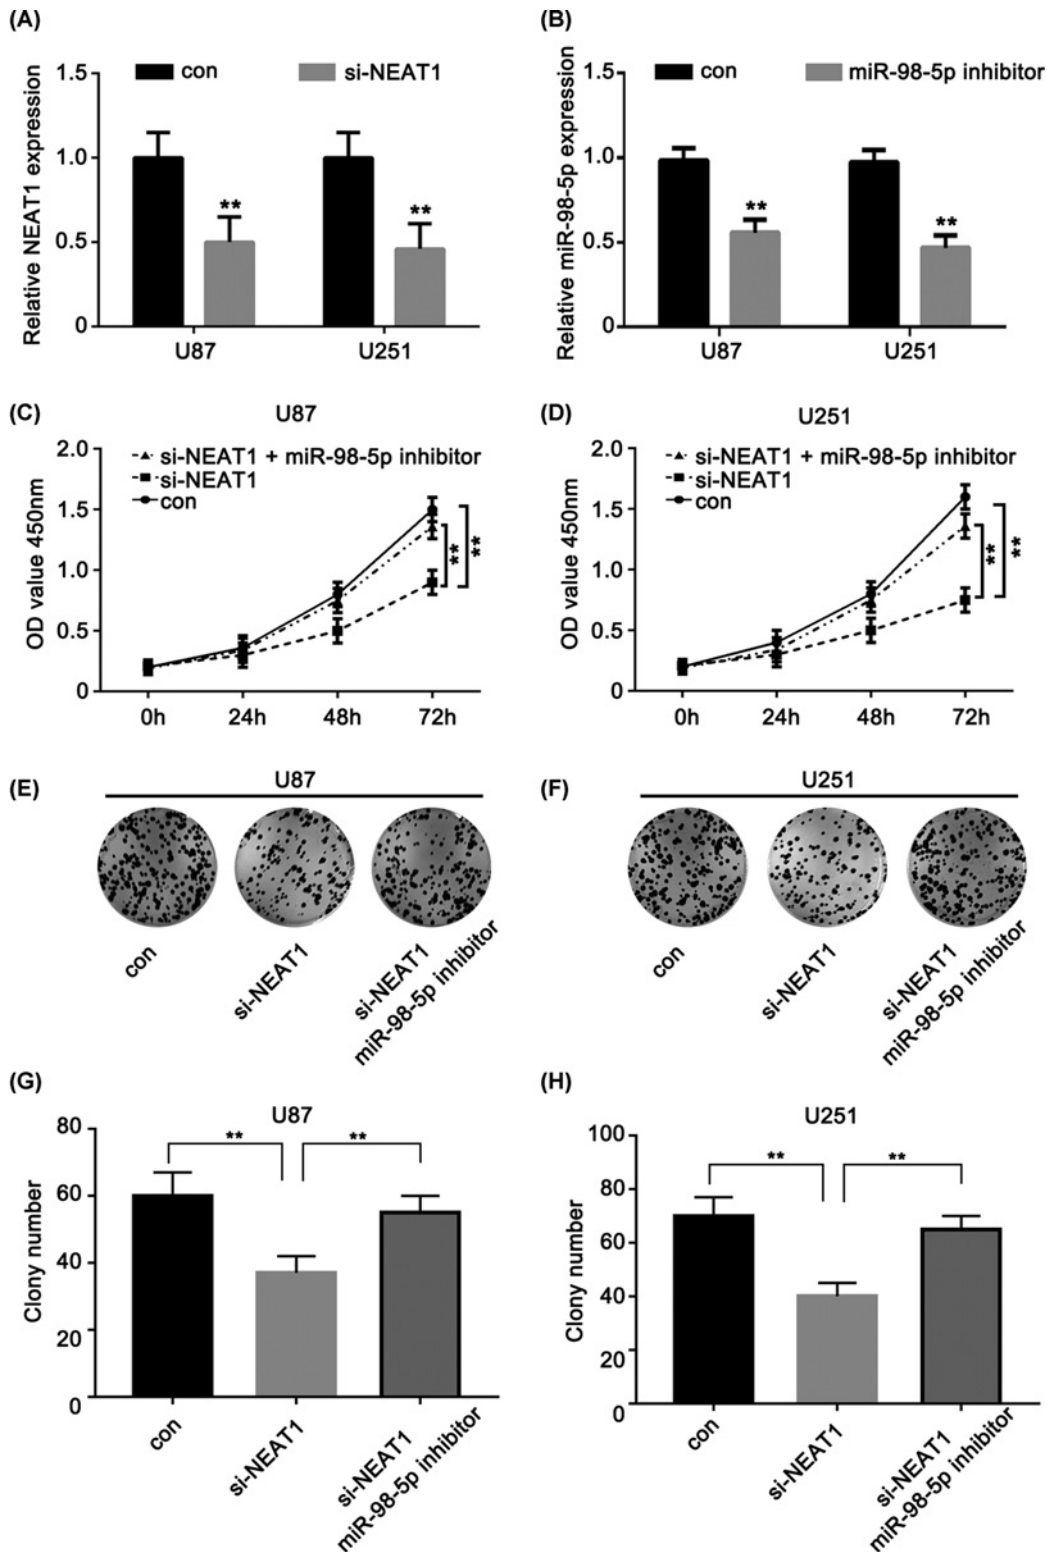 (A)
con
si-NEAT1
Relative NEAT1 expression
1.5
1.0
0.5
0
**
**
U87
U251
(B)
con
miR-98-5p inhibitor
Relative miR-98-5p expression
1.5
1.0
0.5
0
**
**
U87
U251
(C)
U87
si-NEAT1 + miR-98-5p inhibitor
si-NEAT1
con
OD value 450nm
2.0
1.5
1.0
0.5
0
**
**
0h
24h
48h
72h
(D)
U251
si-NEAT1 + miR-98-5p inhibitor
si-NEAT1
con
OD value 450nm
2.0
1.5
1.0
0.5
0
**
**
0h
24h
48h
72h
(E)
U87
con
si-NEAT1
si-NEAT1
miR-98-5p inhibitor
(F)
U251
con
si-NEAT1
si-NEAT1
miR-98-5p inhibitor
(G)
U87
Clony number
80
60
40
20
0
**
**
con
si-NEAT1
si-NEAT1
miR-98-5p inhibitor
(H)
U251
Clony number
100
80
60
40
20
0
**
**
con
si-NEAT1
si-NEAT1
miR-98-5p inhibitor